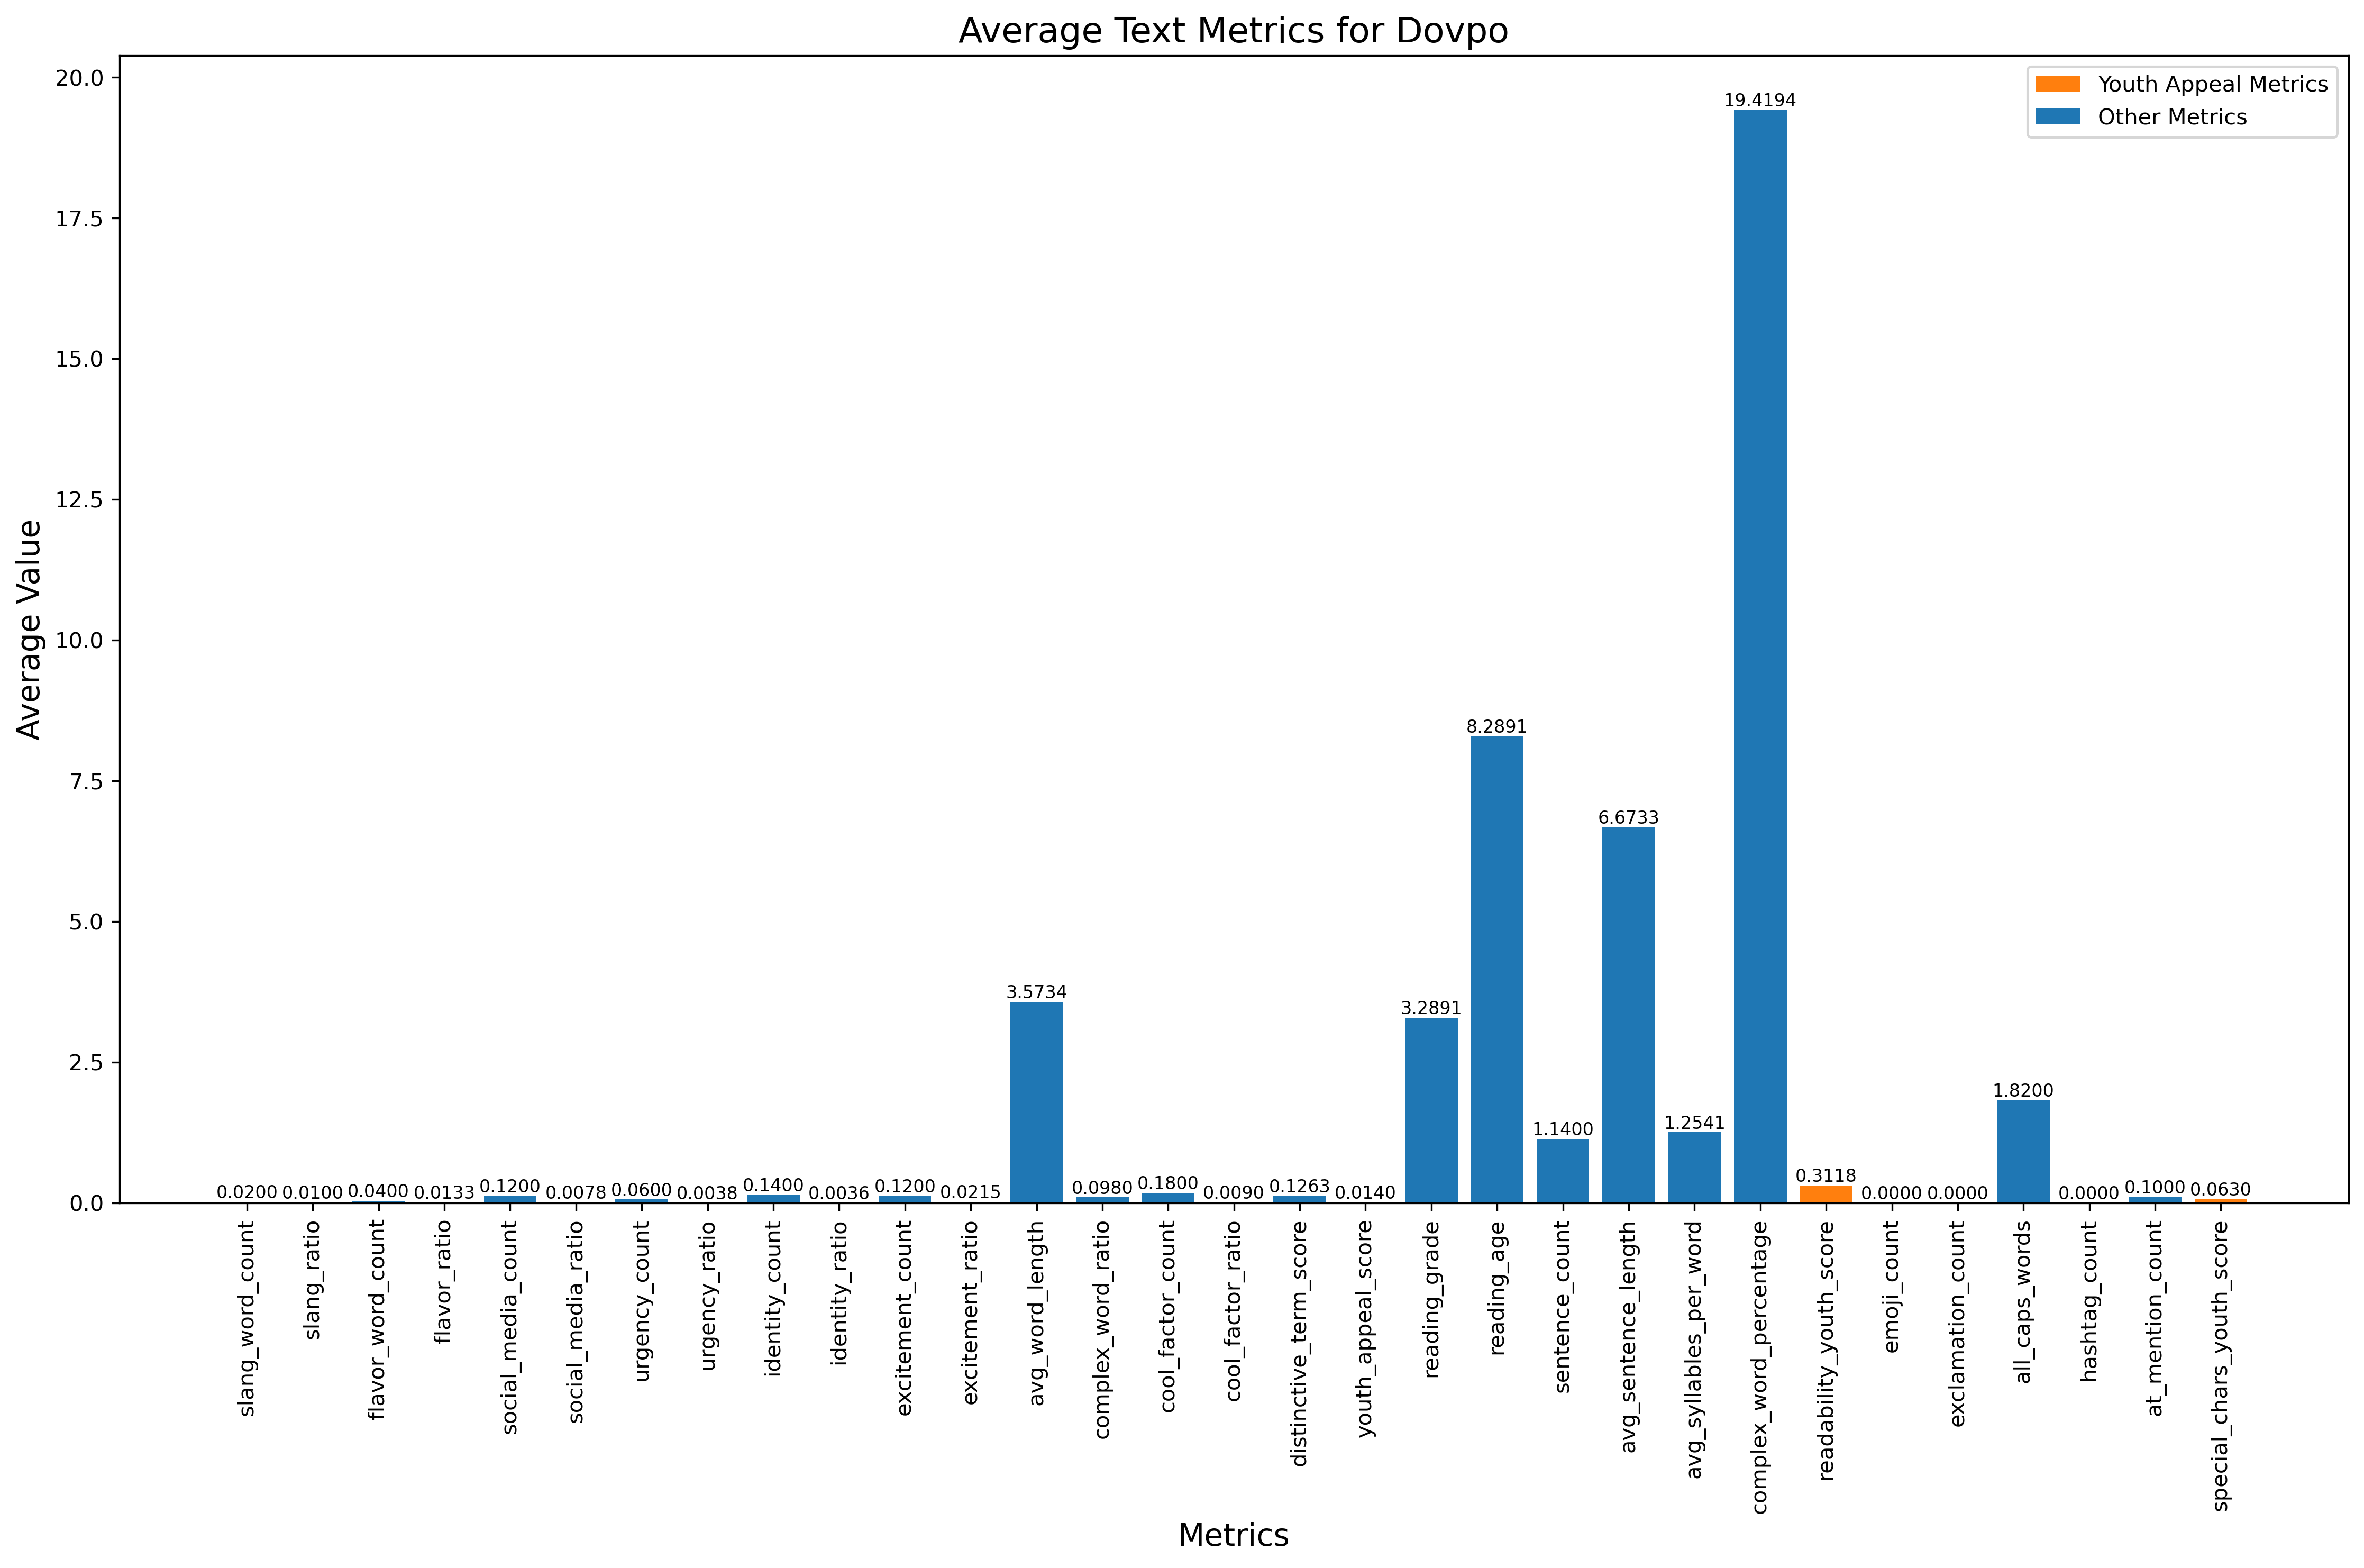 Average Text Metrics for Dovpo
Youth Appeal Metrics
Other Metrics
Average Value
20.0
17.5
15.0
12.5
10.0
7.5
5.0
2.5
0.0
0.0200
0.0100
0.0400
0.0133
0.1200
0.0078
0.0600
0.0038
0.1400
0.0036
0.1200
0.0215
3.5734
0.0980
0.1800
0.0090
0.1263
0.0140
3.2891
8.2891
1.1400
6.6733
1.2541
19.4194
0.3118
0.0000
0.0000
1.8200
0.0000
0.1000
0.0630
slang_word_count
slang_ratio
flavor_word_count
flavor_ratio
social_media_count
social_media_ratio
urgency_count
urgency_ratio
identity_count
identity_ratio
excitement_count
excitement_ratio
avg_word_length
complex_word_ratio
cool_factor_count
cool_factor_ratio
distinctive_term_score
youth_appeal_score
reading_grade
reading_age
sentence_count
avg_sentence_length
avg_syllables_per_word
complex_word_percentage
readability_youth_score
emoji_count
exclamation_count
all_caps_words
hashtag_count
at_mention_count
special_chars_youth_score
Metrics